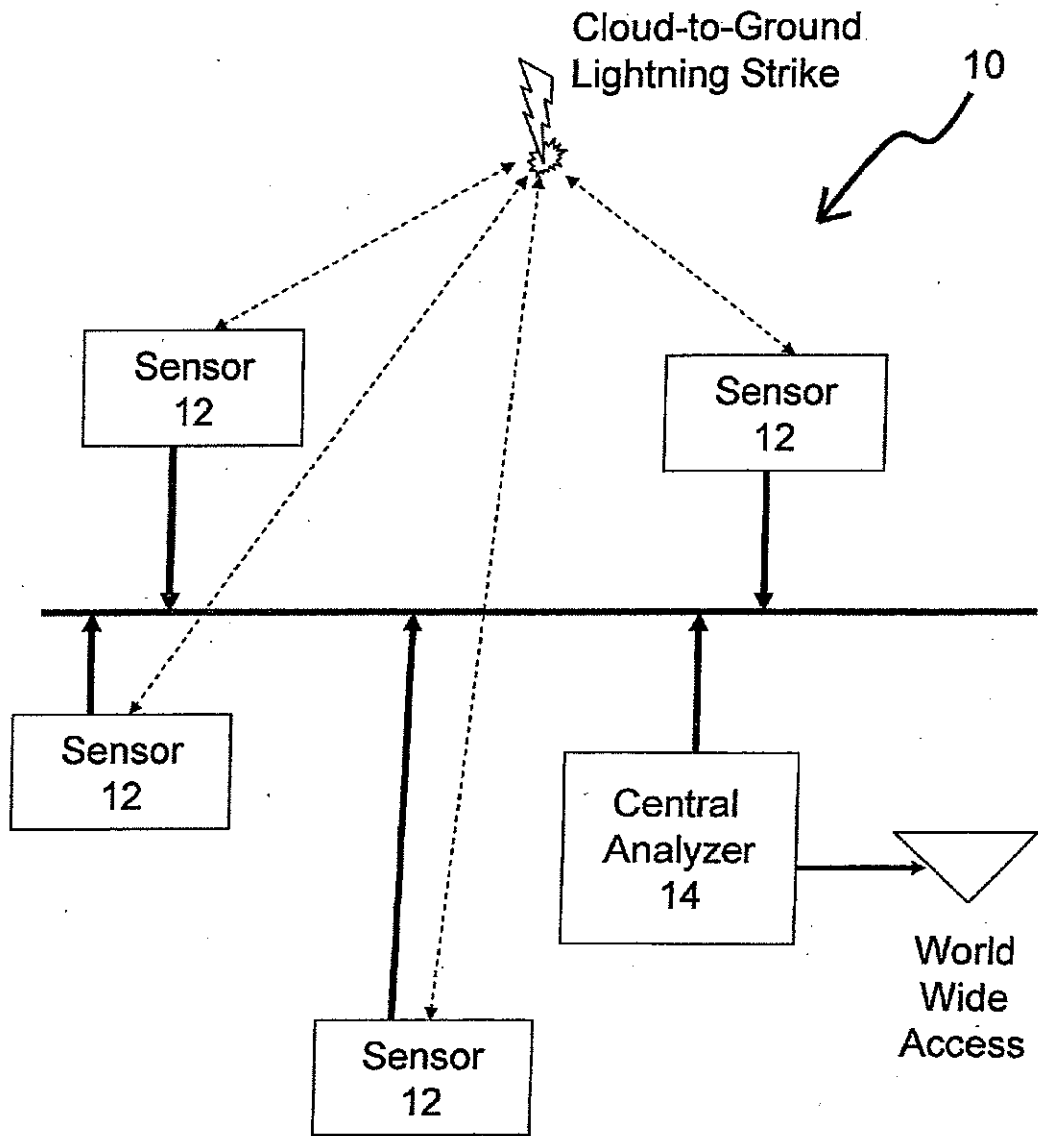 Cloud-to-Ground
Lightning Strike
10
Sensor
12
Sensor
12
Sensor
12
Central
Analyzer
14
World
Wide
Access
Sensor
12